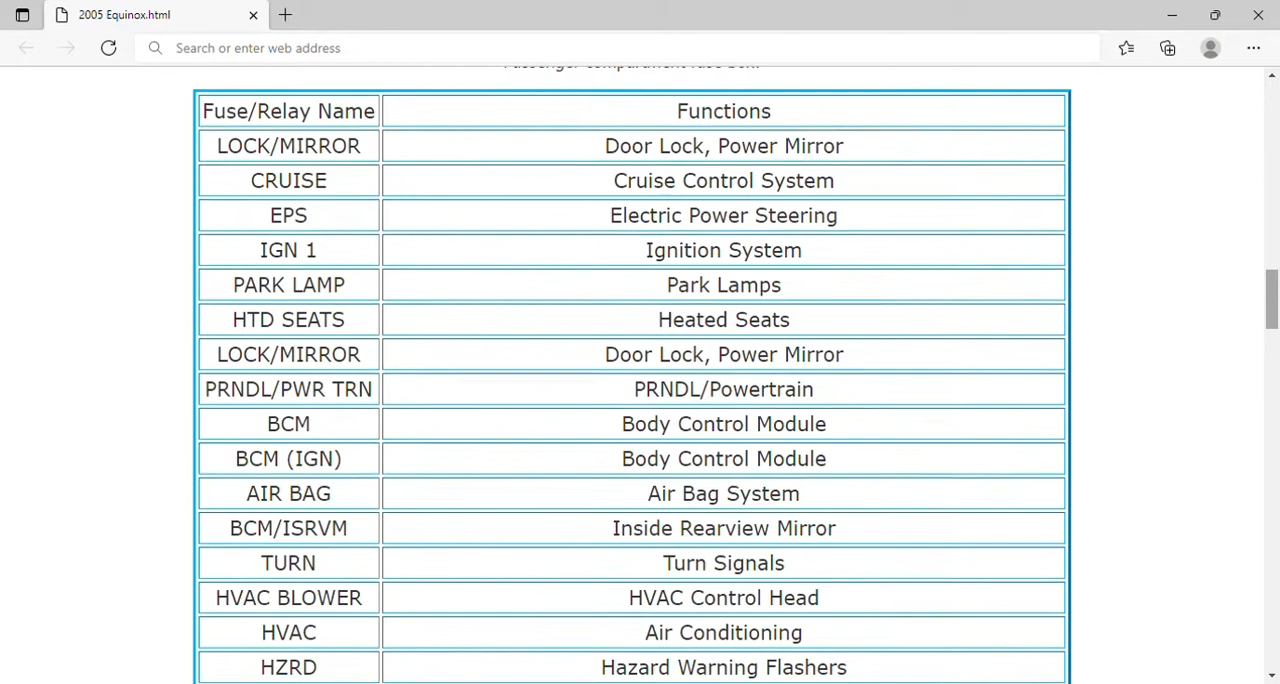 2005 Equinox.html
Search or enter web address
Passenger compartment fuse box.
Fuse/Relay Name Functions
LOCK/MIRROR Door Lock, Power Mirror
CRUISE Cruise Control System
EPS Electric Power Steering
IGN 1 Ignition System
PARK LAMP Park Lamps
HTD SEATS Heated Seats
LOCK/MIRROR Door Lock, Power Mirror
PRNDL/PWR TRN PRNDL/Powertrain
BCM Body Control Module
BCM (IGN) Body Control Module
AIR BAG Air Bag System
BCM/ISRVM Inside Rearview Mirror
TURN Turn Signals
HVAC BLOWER HVAC Control Head
HVAC Air Conditioning
HZRD Hazard Warning Flashers